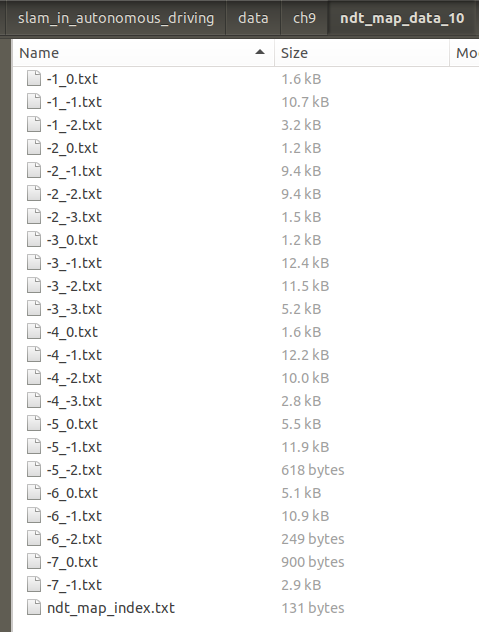 slam_in_autonomous_driving data ch9 ndt_map_data_10
Name Size Mo
-1_0.txt 1.6 kB
-1_-1.txt 10.7 kB
-1_-2.txt 3.2 kB
-2_0.txt 1.2 kB
-2_-1.txt 9.4 kB
-2_-2.txt 9.4 kB
-2_-3.txt 1.5 kB
-3_0.txt 1.2 kB
-3_-1.txt 12.4 kB
-3_-2.txt 11.5 kB
-3_-3.txt 5.2 kB
-4_0.txt 1.6 kB
-4_-1.txt 12.2 kB
-4_-2.txt 10.0 kB
-4_-3.txt 2.8 kB
-5_0.txt 5.5 kB
-5_-1.txt 11.9 kB
-5_-2.txt 618 bytes
-6_0.txt 5.1 kB
-6_-1.txt 10.9 kB
-6_-2.txt 249 bytes
-7_0.txt 900 bytes
-7_-1.txt 2.9 kB
ndt_map_index.txt 131 bytes